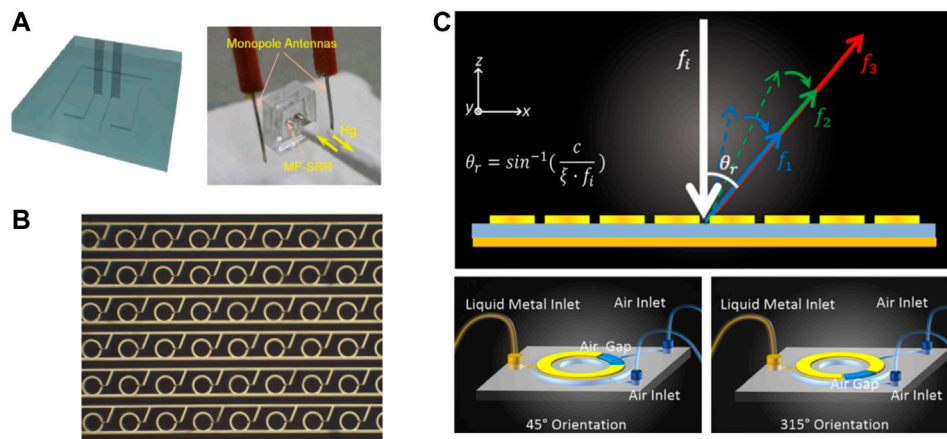 A
Monopole Antennas
Hg
MF-SRR
B
C
z
y
x
f_i
f_3
f_2
f_1
θ_r
θ_r = sin⁻¹(c / ξ · f_i)
Liquid Metal Inlet
Air Inlet
Air Gap
Air Inlet
45° Orientation
Liquid Metal Inlet
Air Inlet
Air Gap
Air Inlet
315° Orientation